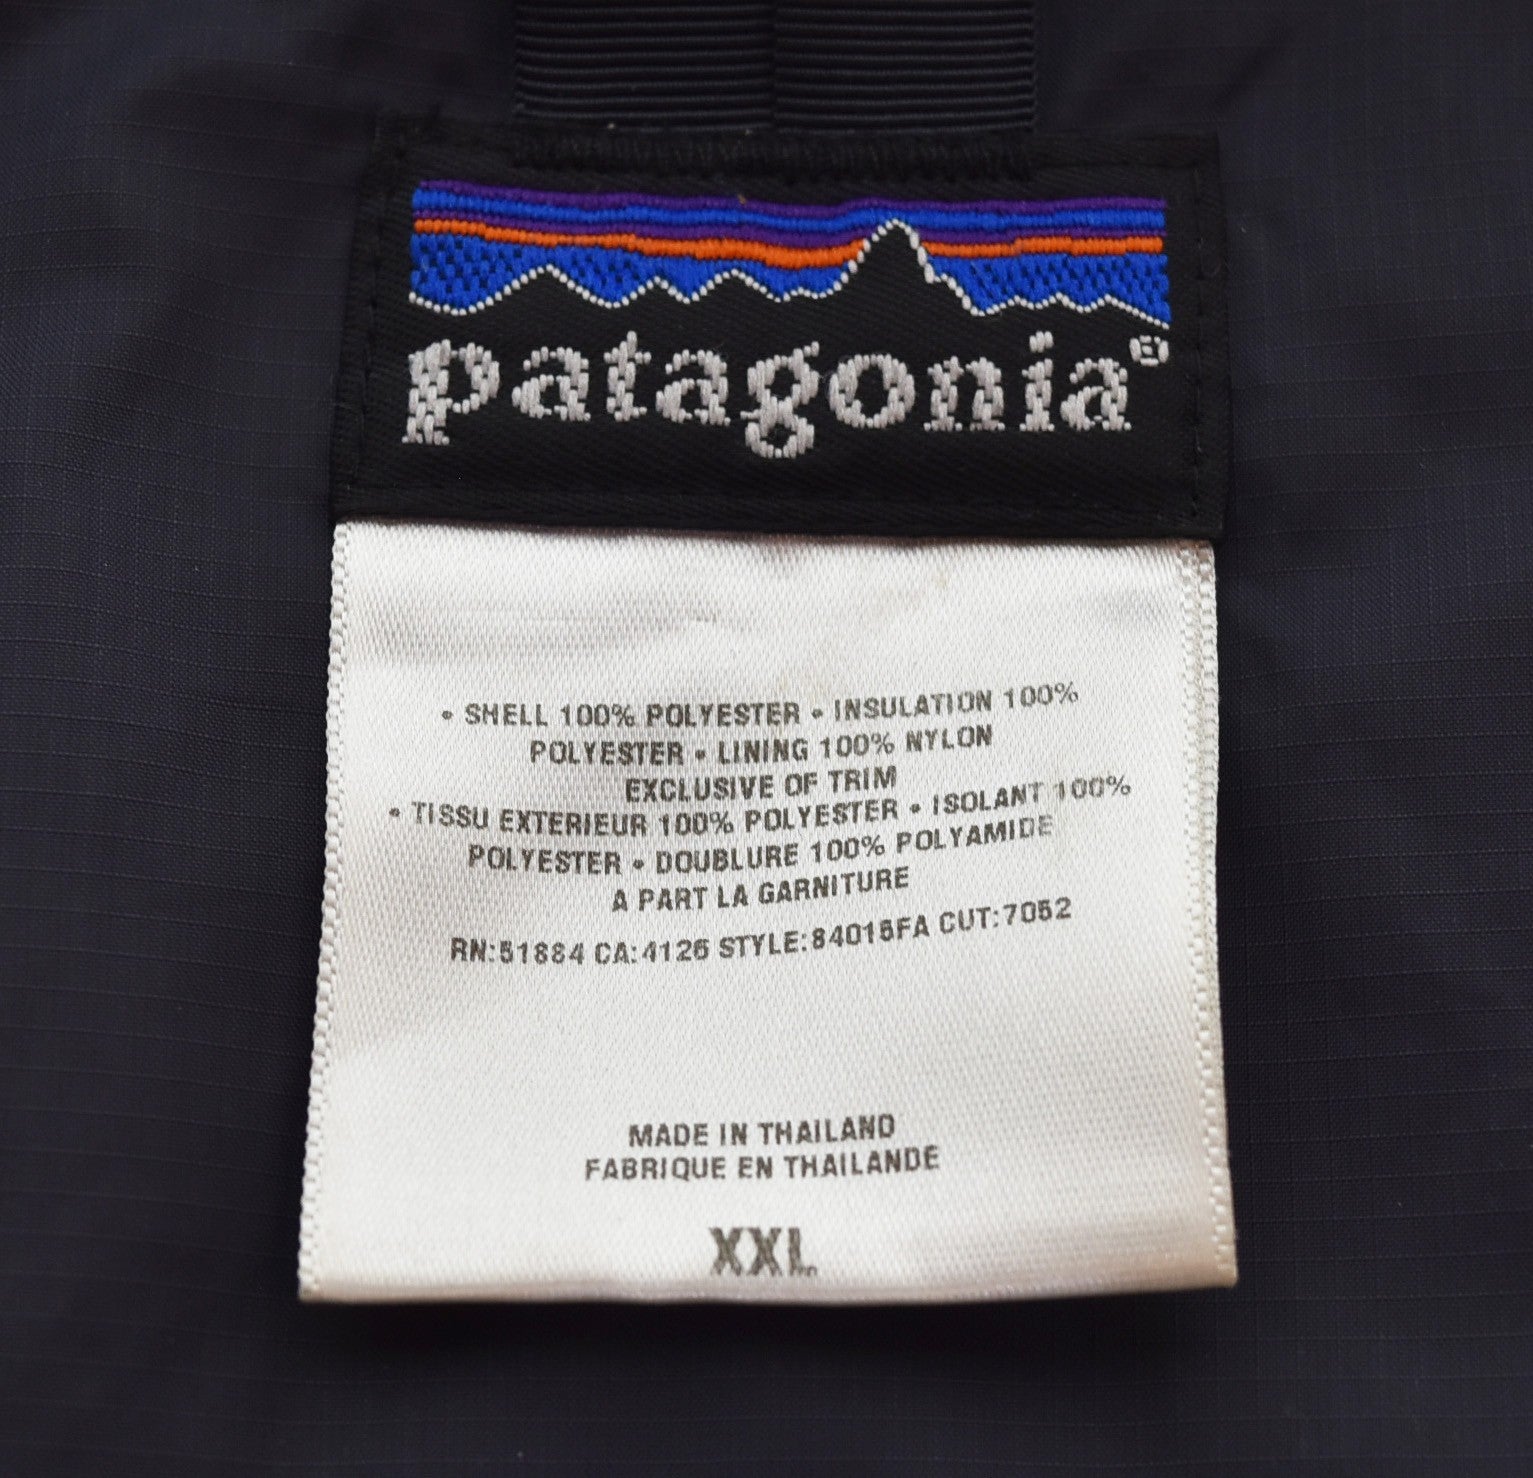 patagonia®
• SHELL 100% POLYESTER • INSULATION 100%
POLYESTER • LINING 100% NYLON
EXCLUSIVE OF TRIM
• TISSU EXTERIEUR 100% POLYESTER • ISOLANT 100%
POLYESTER • DOUBLURE 100% POLYAMIDE
A PART LA GARNITURE
RN:51884 CA:4126 STYLE:84015FA CUT:7052
MADE IN THAILAND
FABRIQUE EN THAILANDE
XXL